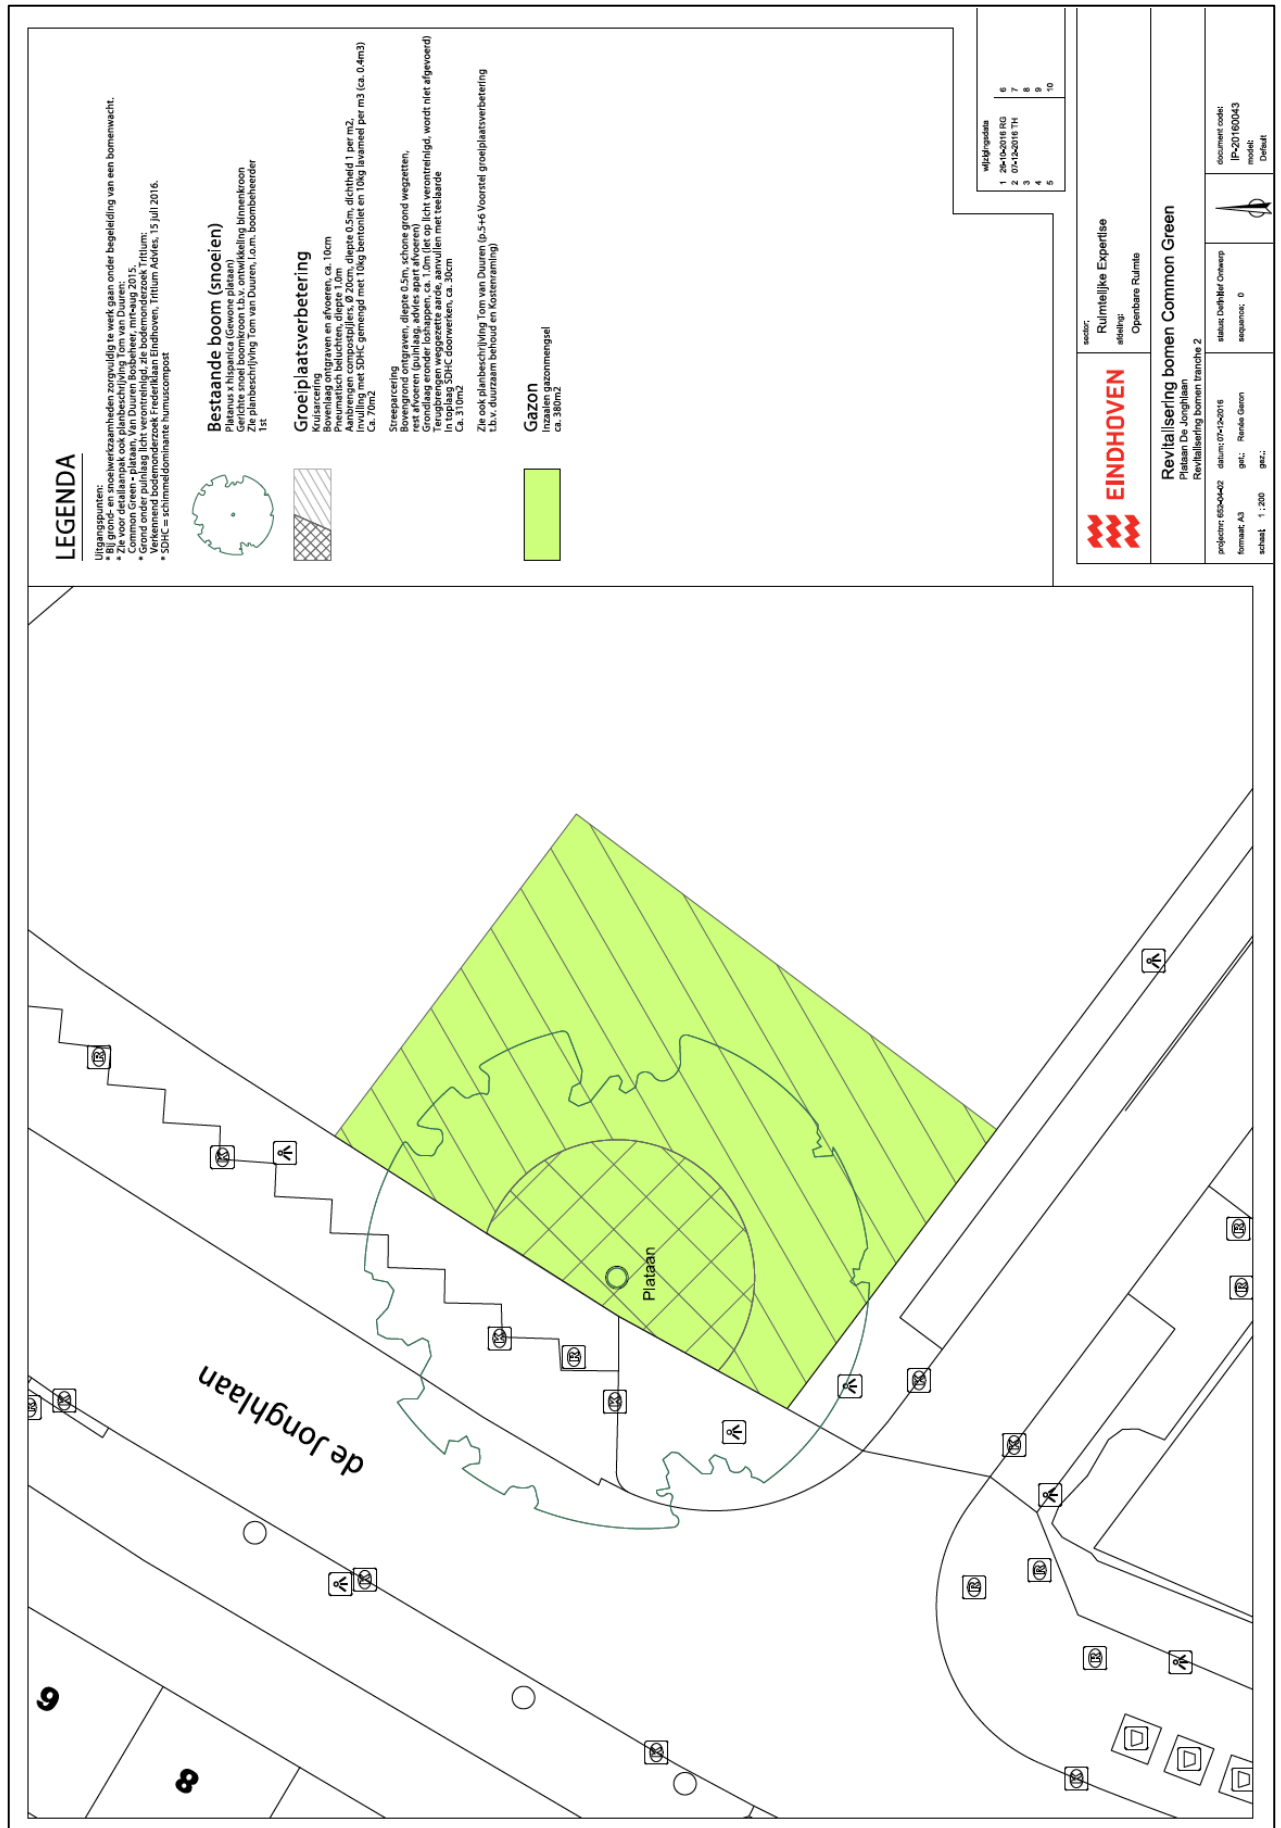 LEGENDA
Uitgangspunten:
* Bij grond- en snoeiwerkzaamheden zorgvuldig te werk gaan onder begeleiding van een bomenwacht.
* Zie voor detailaanpak ook planbeschrijving Tom van Duuren:
Common Green - plataan, Van Duuren Bosbeheer, mrt-aug 2015.
* Grond onder puinlaag licht verontreinigd, zie bodemonderzoek Tritium:
Verkennend bodemonderzoek Frederiklaan Eindhoven, Tritium Advies, 15 juli 2016.
* SDHC = schimmeldominante humuscompost
Bestaande boom (snoeien)
Platanus x hispanica (Gewone plataan)
Gerichte snoei boomkroon t.b.v. ontwikkeling binnenkroon
Zie planbeschrijving Tom van Duuren, i.o.m. boombeheerder
1st
Groeiplaatsverbetering
Kruisarcering
Bovenlaag ontgraven en afvoeren, ca. 10cm
Pneumatisch beluchten, diepte 1.0m
Aanbrengen compostpijlers, Ø 20cm, diepte 0.5m, dichtheid 1 per m2,
Invulling met SDHC gemengd met 10kg bentoniet en 10kg lavameel per m3 (ca. 0.4m3)
Ca. 70m2
Streeparcering
Bovengrond ontgraven, diepte 0.5m, schone grond wegzetten,
rest afvoeren (puinlaag, advies apart afvoeren)
Grondlaag eronder loshappen, ca. 1.0m (let op licht verontreinigd, wordt niet afgevoerd)
Terugbrengen weggezette aarde, aanvullen met teelaarde
In toplaag SDHC doorwerken, ca. 30cm
Ca. 310m2
Zie ook planbeschrijving Tom van Duuren (p.5+6 Voorstel groeiplaatsverbetering
t.b.v. duurzaam behoud en Kostenraming)
Gazon
Inzaaien gazonmengsel
ca. 380m2
wijzigingsdata
1 26-10-2016 RG 6
2 07-12-2016 TH 7
3 8
4 9
5 10
EINDHOVEN
sector:
Ruimtelijke Expertise
afdeling:
Openbare Ruimte
Revitalisering bomen Common Green
Plataan De Jonghlaan
Revitalisering bomen tranche 2
projectnr: 652-04-02 datum: 07-12-2016 status: Definitief Ontwerp
formaat: A3 get.: Renée Geron sequence: 0
schaal: 1 : 200 gez.:
document code:
IP-20160043
model:
Default
de Jonghlaan
Plataan
9
8
K
K
K
K
K
K
K
K
K
K
R
R
R
R
R
R
R
R